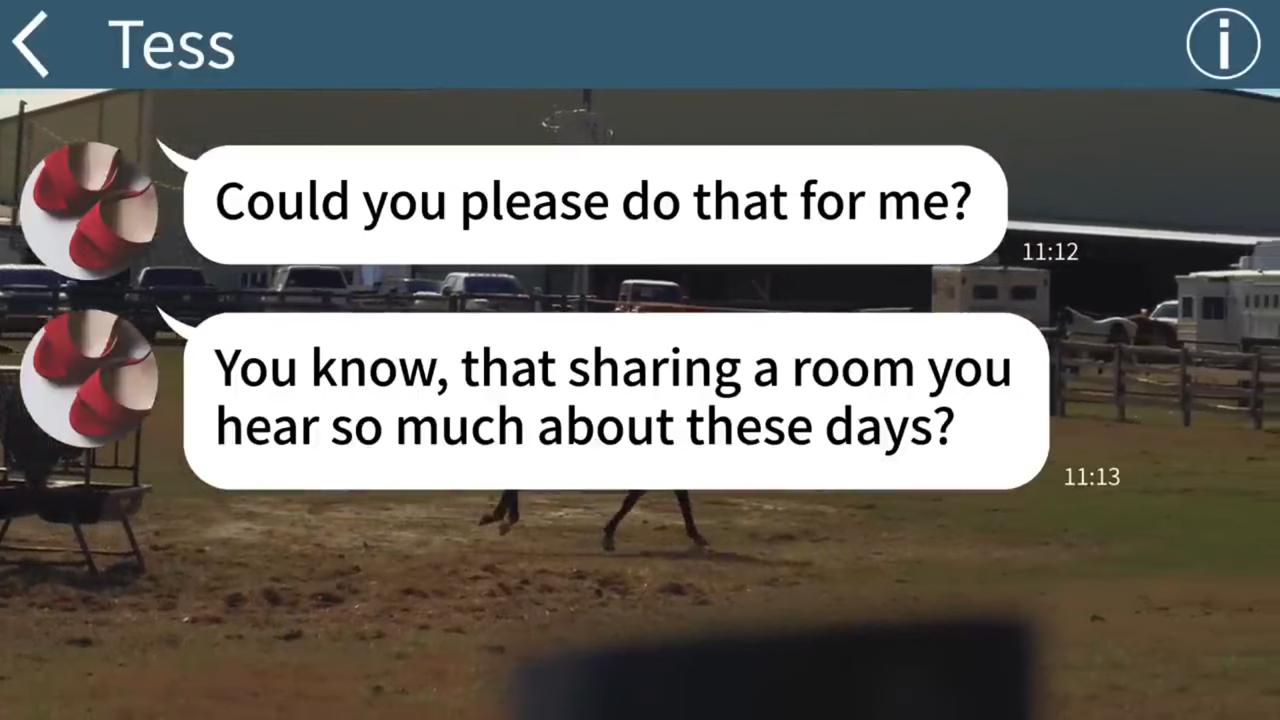 Tess
Could you please do that for me?
11:12
You know, that sharing a room you
hear so much about these days?
11:13